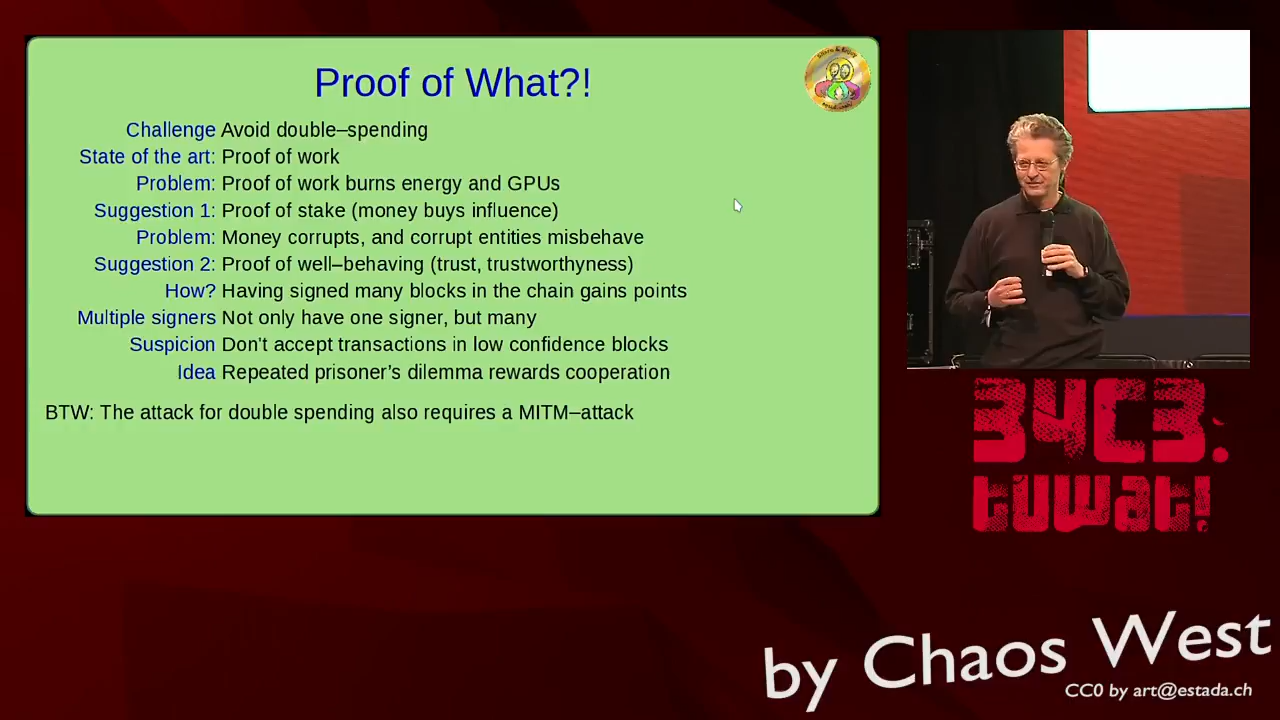 Proof of What?!
Challenge Avoid double–spending
State of the art: Proof of work
Problem: Proof of work burns energy and GPUs
Suggestion 1: Proof of stake (money buys influence)
Problem: Money corrupts, and corrupt entities misbehave
Suggestion 2: Proof of well–behaving (trust, trustworthyness)
How? Having signed many blocks in the chain gains points
Multiple signers Not only have one signer, but many
Suspicion Don't accept transactions in low confidence blocks
Idea Repeated prisoner's dilemma rewards cooperation
BTW: The attack for double spending also requires a MITM–attack
34C3:
tuwat!
by Chaos West
CC0 by art@estada.ch